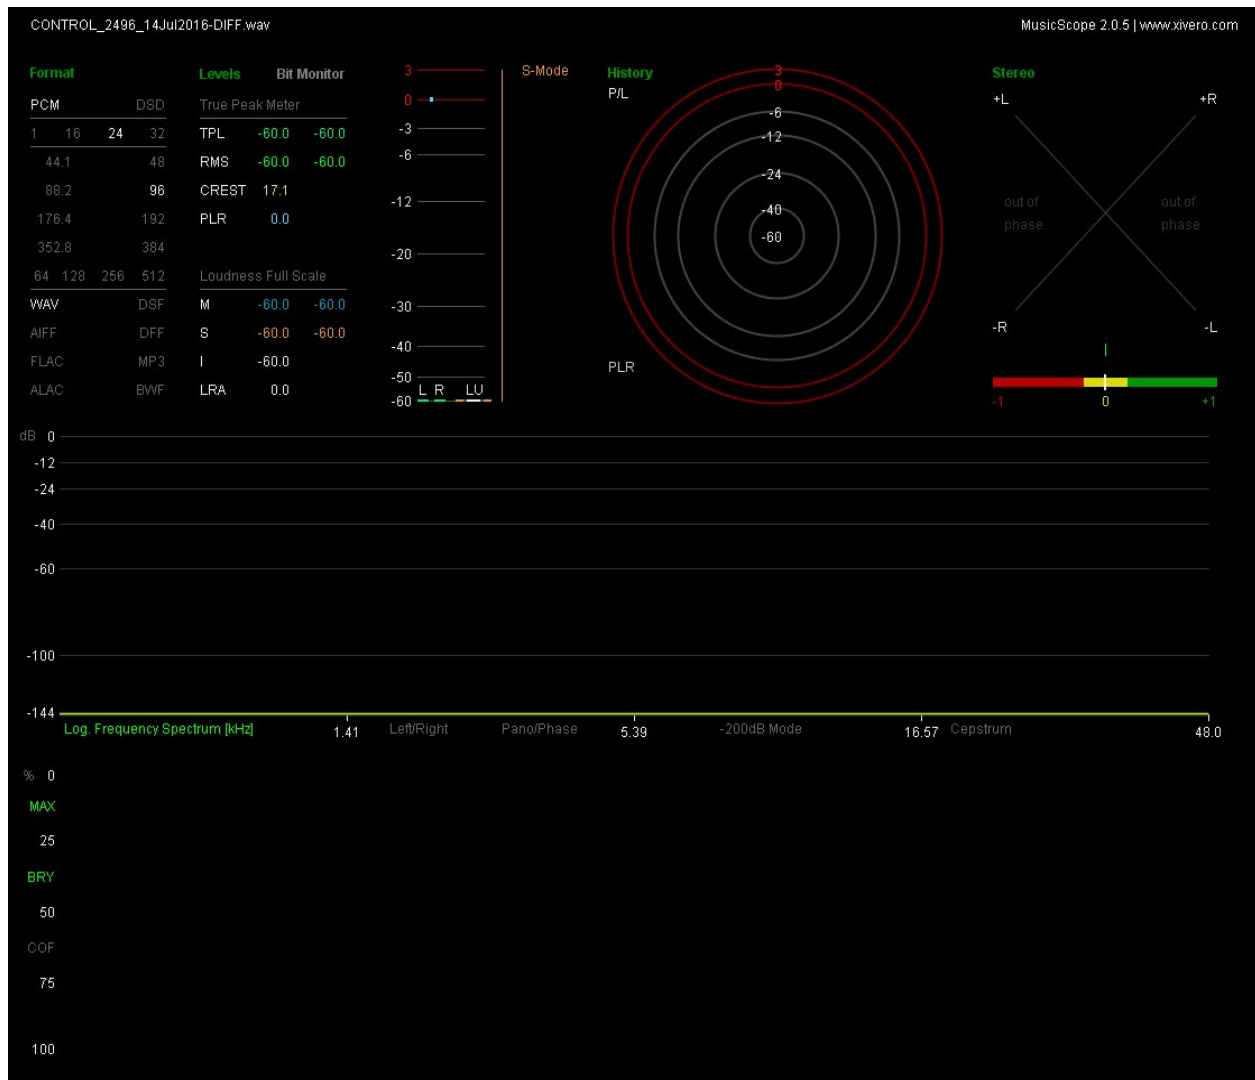 CONTROL_2496_14Jul2016-DIFF.wav
MusicScope 2.0.5 | www.xivero.com
Format
PCM DSD
1 16 24 32
44.1 48
88.2 96
176.4 192
352.8 384
64 128 256 512
WAV DSF
AIFF DFF
FLAC MP3
ALAC BWF
Levels Bit Monitor
True Peak Meter
TPL -60.0 -60.0
RMS -60.0 -60.0
CREST 17.1
PLR 0.0
Loudness Full Scale
M -60.0 -60.0
S -60.0 -60.0
I -60.0
LRA 0.0
3
0
-3
-6
-12
-20
-30
-40
-50
-60
L R LU
S-Mode
History
P/L
3
0
-6
-12
-24
-40
-60
PLR
Stereo
+L +R
out of phase
out of phase
-R -L
-1 0 +1
dB 0
-12
-24
-40
-60
-100
-144
Log. Frequency Spectrum [kHz] 1.41 Left/Right Pano/Phase 5.39 -200dB Mode 16.57 Cepstrum 48.0
% 0
MAX
25
BRY
50
COF
75
100